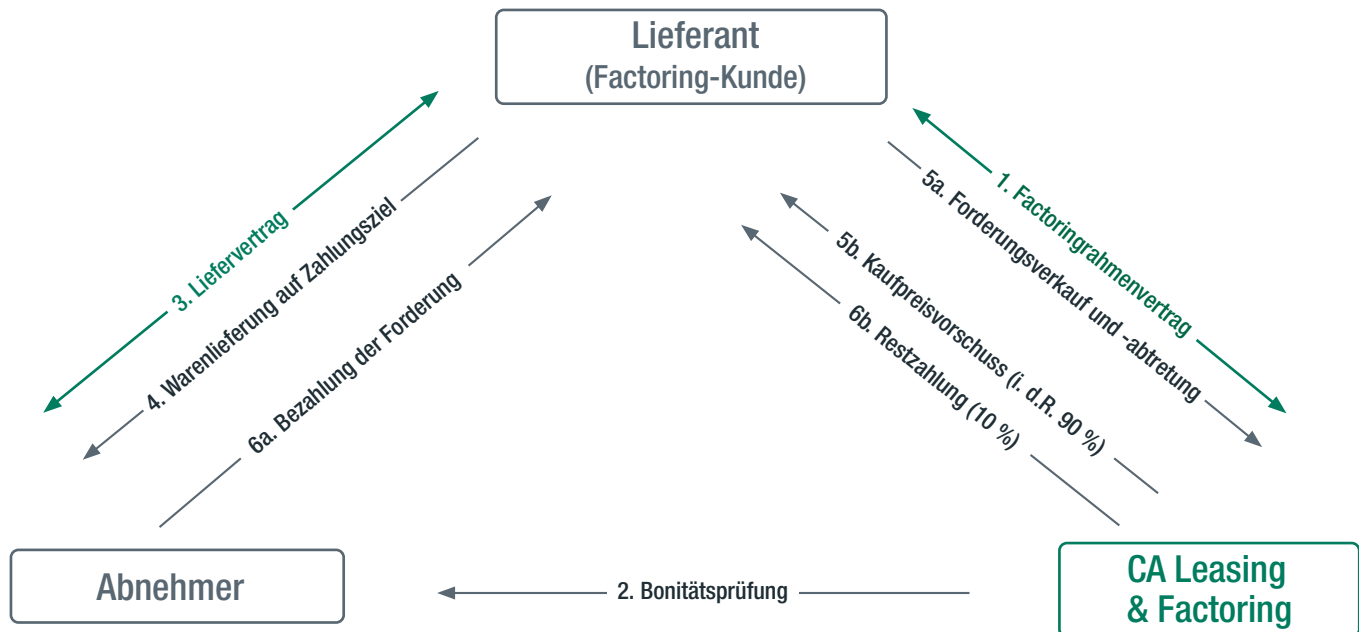 Lieferant
(Factoring-Kunde)
3. Liefervertrag
4. Warenlieferung auf Zahlungsziel
6a. Bezahlung der Forderung
1. Factoringrahmenvertrag
5a. Forderungsverkauf und -abtretung
5b. Kaufpreisvorschuss (i. d.R. 90 %)
6b. Restzahlung (10 %)
Abnehmer
2. Bonitätsprüfung
CA Leasing
& Factoring